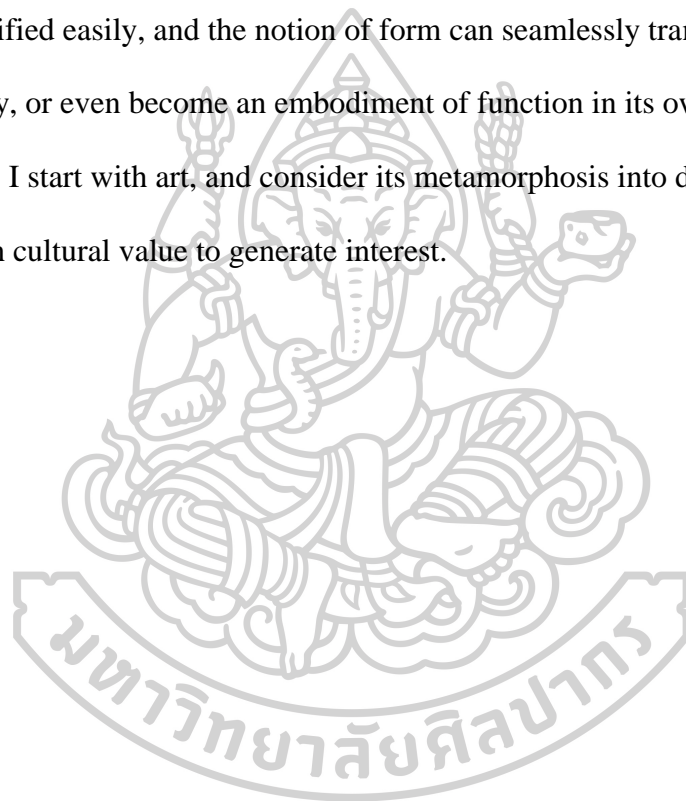 ified easily, and the notion of form can seamlessly tran
y, or even become an embodiment of function in its ov
I start with art, and consider its metamorphosis into d
n cultural value to generate interest.
มหาวิทยาลัยศิลปากร